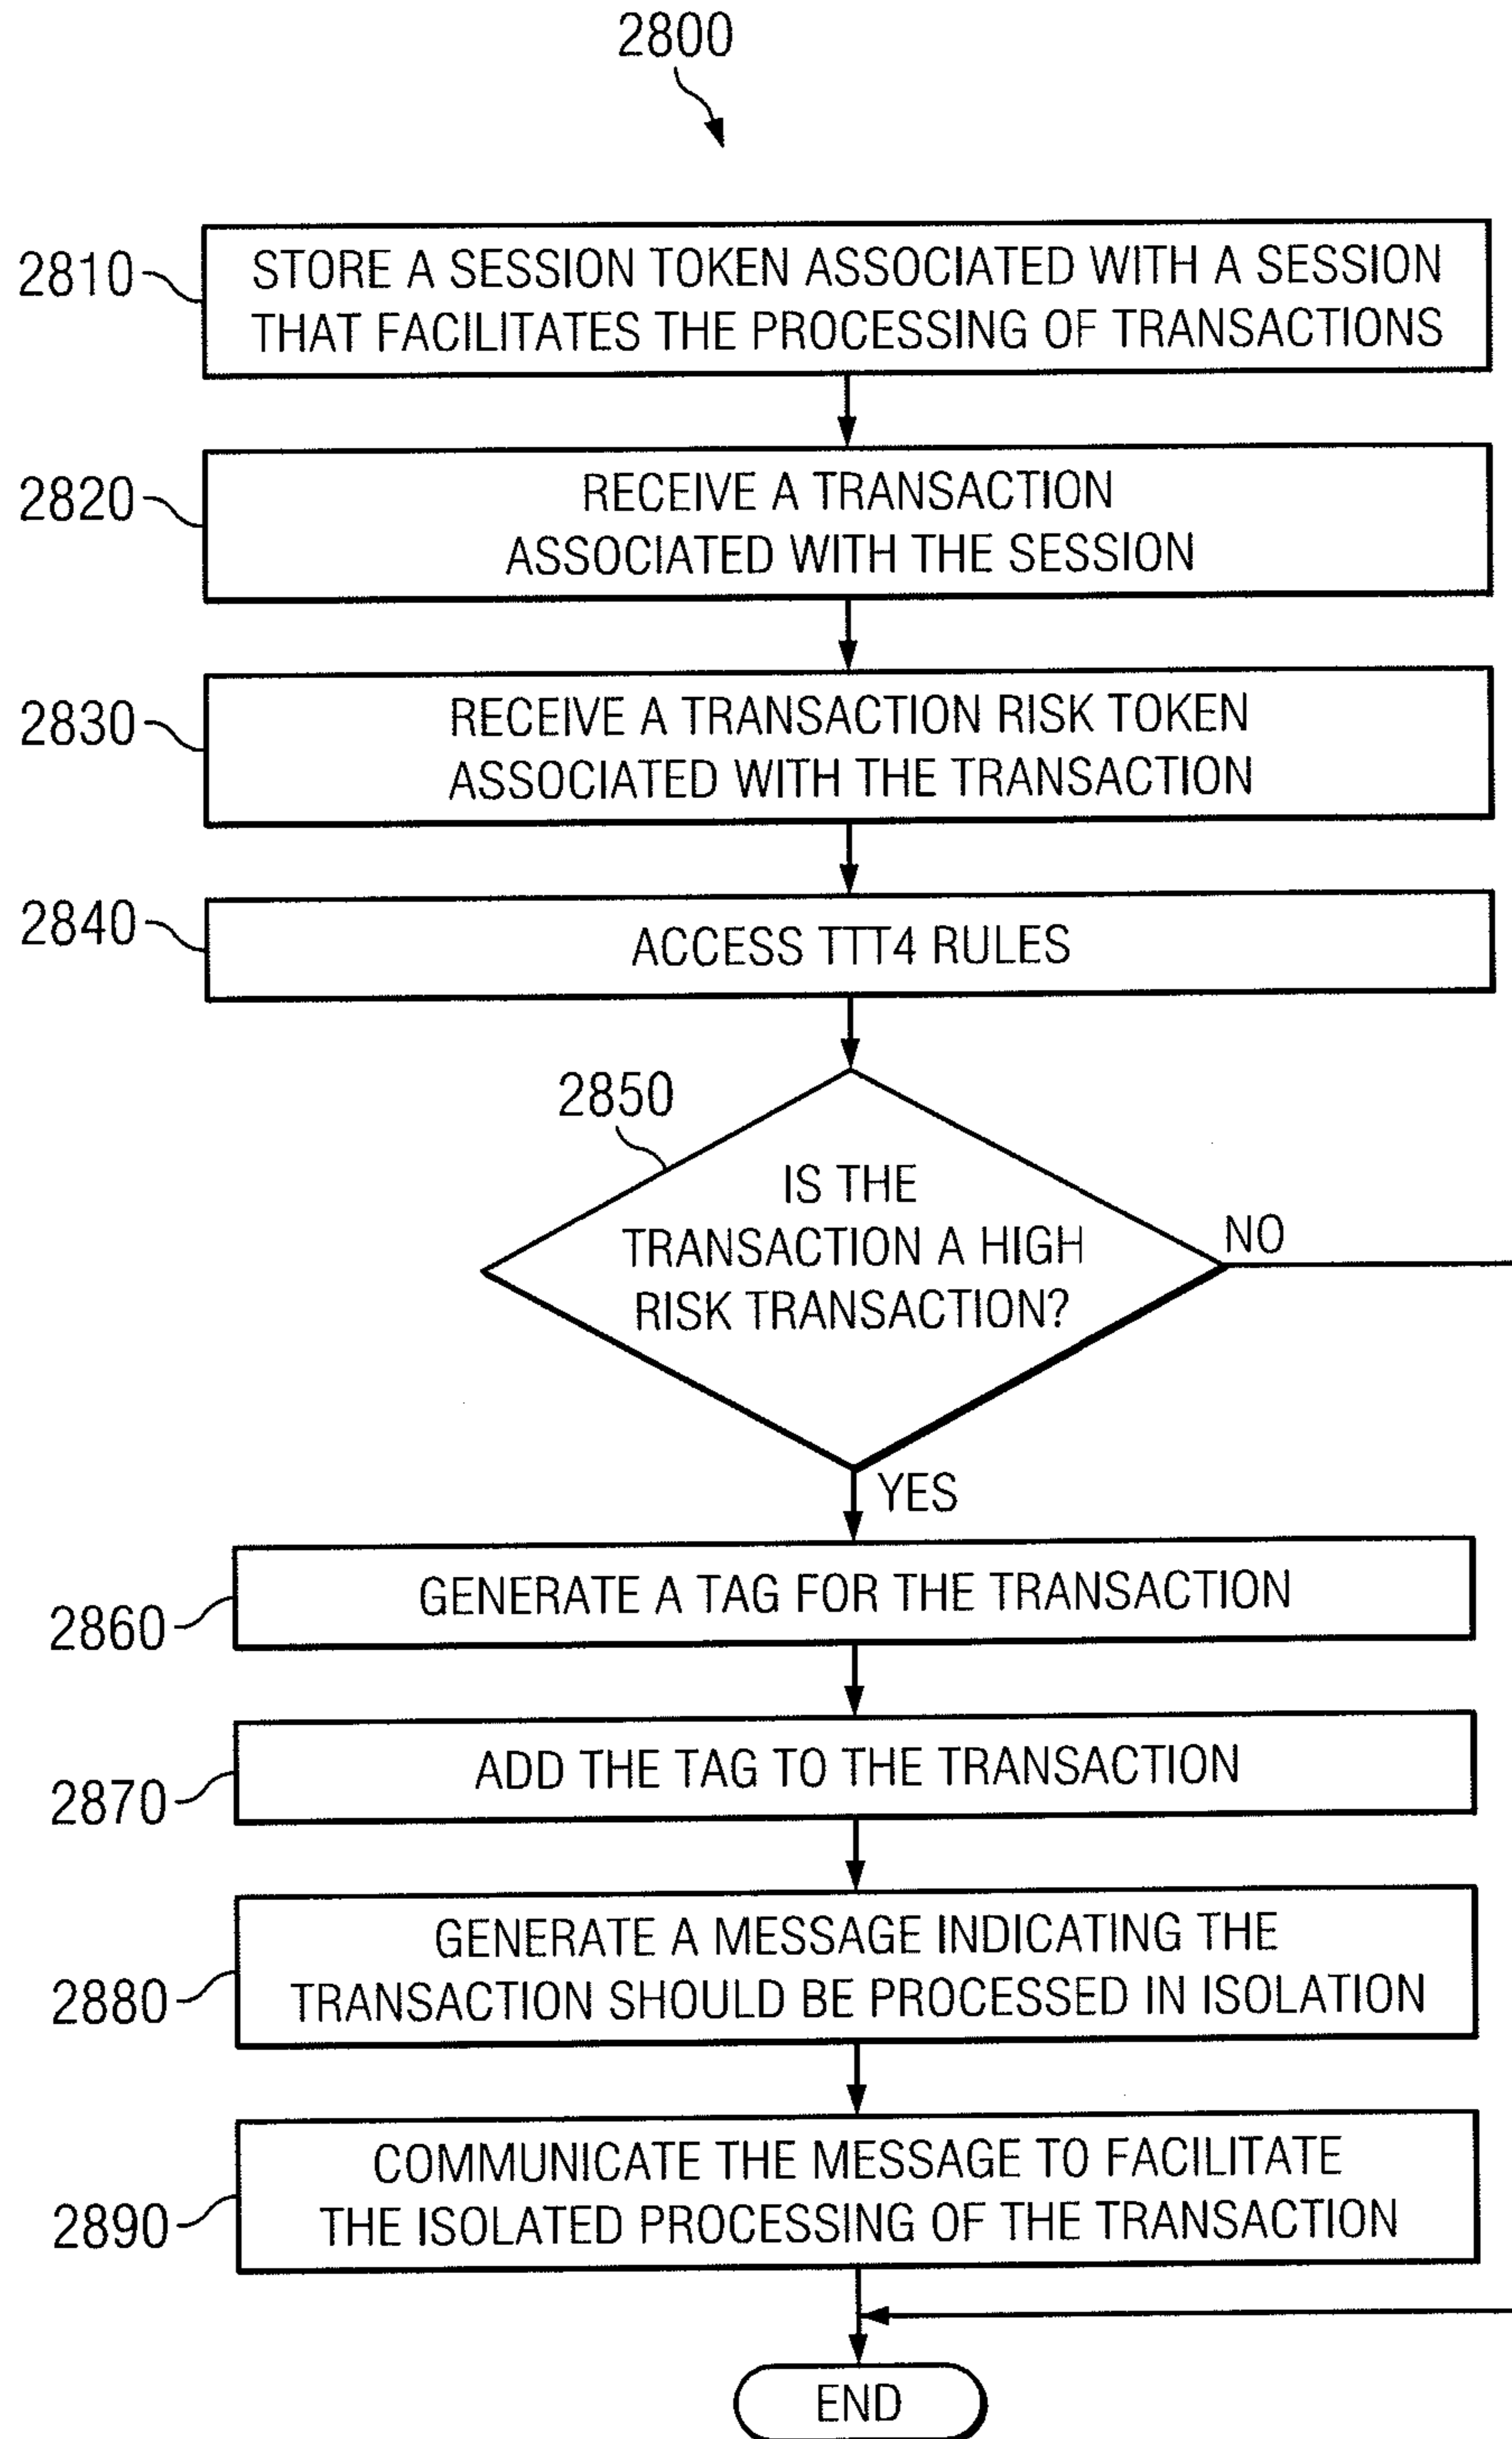 2800
2810
STORE A SESSION TOKEN ASSOCIATED WITH A SESSION
THAT FACILITATES THE PROCESSING OF TRANSACTIONS
2820
RECEIVE A TRANSACTION
ASSOCIATED WITH THE SESSION
2830
RECEIVE A TRANSACTION RISK TOKEN
ASSOCIATED WITH THE TRANSACTION
2840
ACCESS TTT4 RULES
2850
IS THE
TRANSACTION A HIGH
RISK TRANSACTION?
NO
YES
2860
GENERATE A TAG FOR THE TRANSACTION
2870
ADD THE TAG TO THE TRANSACTION
2880
GENERATE A MESSAGE INDICATING THE
TRANSACTION SHOULD BE PROCESSED IN ISOLATION
2890
COMMUNICATE THE MESSAGE TO FACILITATE
THE ISOLATED PROCESSING OF THE TRANSACTION
END